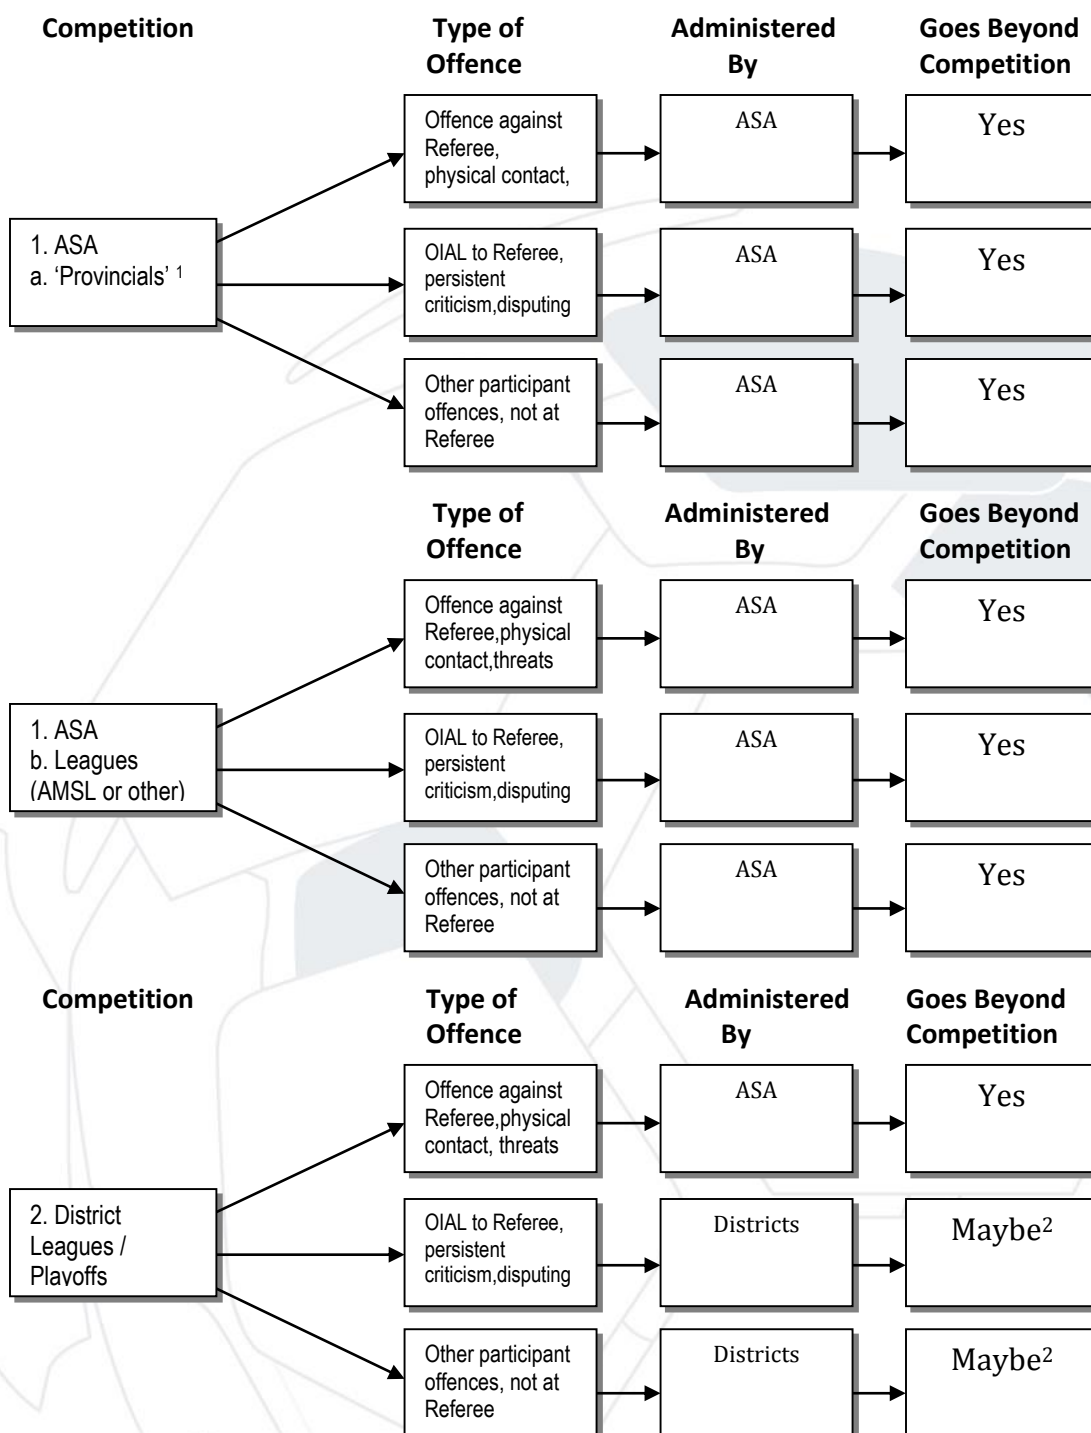 Competition
Type of
Offence
Administered
By
Goes Beyond
Competition
1. ASA
a. ‘Provincials’ 1
Offence against
Referee,
physical contact,
ASA
Yes
OIAL to Referee,
persistent
criticism,disputing
ASA
Yes
Other participant
offences, not at
Referee
ASA
Yes
Type of
Offence
Administered
By
Goes Beyond
Competition
1. ASA
b. Leagues
(AMSL or other)
Offence against
Referee,physical
contact,threats
ASA
Yes
OIAL to Referee,
persistent
criticism,disputing
ASA
Yes
Other participant
offences, not at
Referee
ASA
Yes
Competition
Type of
Offence
Administered
By
Goes Beyond
Competition
2. District
Leagues /
Playoffs
Offence against
Referee,physical
contact, threats
ASA
Yes
OIAL to Referee,
persistent
criticism,disputing
Districts
Maybe2
Other participant
offences, not at
Referee
Districts
Maybe2